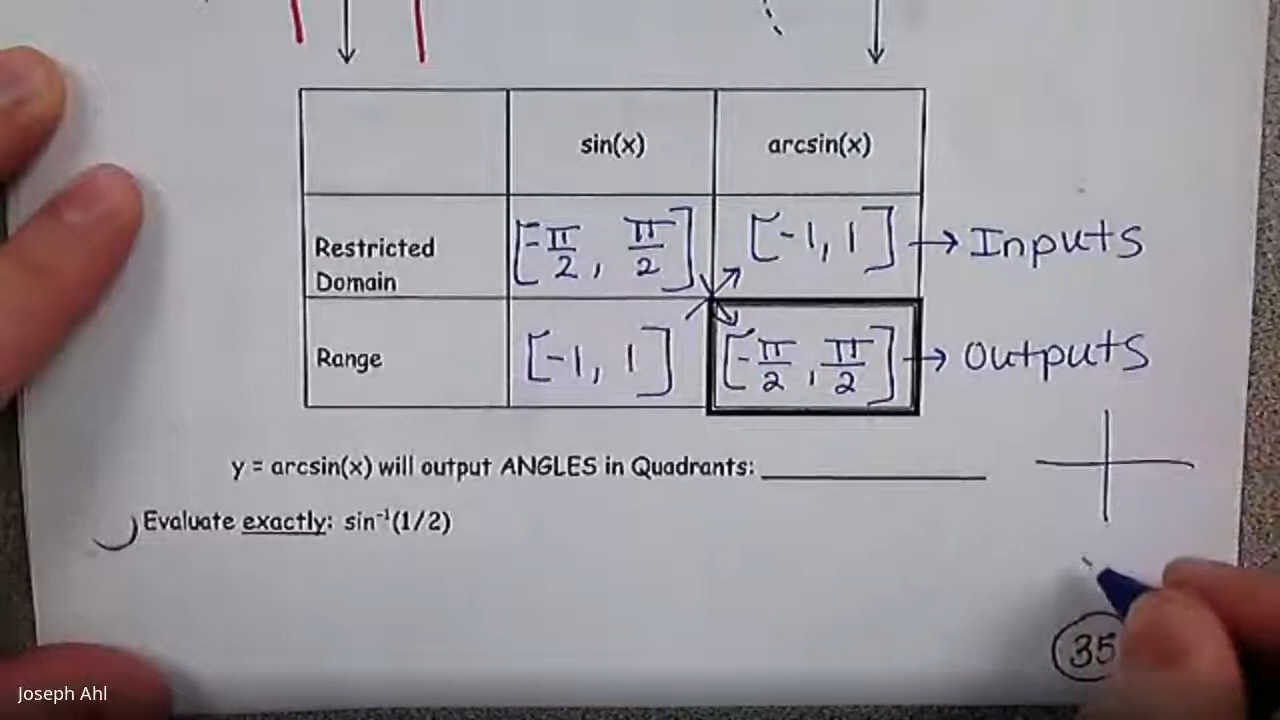 sin(x) arcsin(x)
Restricted Domain [-π/2, π/2] [-1, 1] → Inputs
Range [-1, 1] [-π/2, π/2] → Outputs
y = arcsin(x) will output ANGLES in Quadrants: ____________
Evaluate exactly: sin⁻¹(1/2)
35
Joseph Ahl